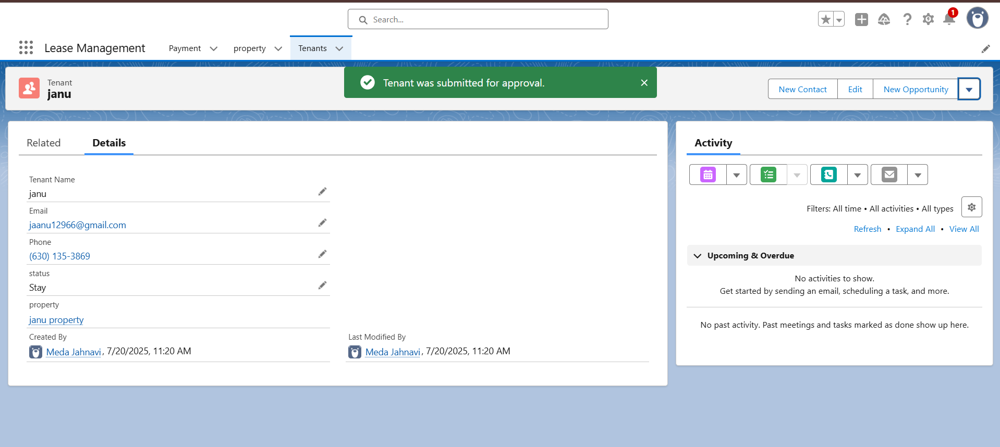 Search...
1
Lease Management
Payment
property
Tenants
Tenant
janu
Tenant was submitted for approval.
New Contact
Edit
New Opportunity
Related
Details
Tenant Name
janu
Email
jaanu12966@gmail.com
Phone
(630) 135-3869
status
Stay
property
janu property
Created By
Meda Jahnavi, 7/20/2025, 11:20 AM
Last Modified By
Meda Jahnavi, 7/20/2025, 11:20 AM
Activity
Filters: All time • All activities • All types
Refresh • Expand All • View All
Upcoming & Overdue
No activities to show.
Get started by sending an email, scheduling a task, and more.
No past activity. Past meetings and tasks marked as done show up here.